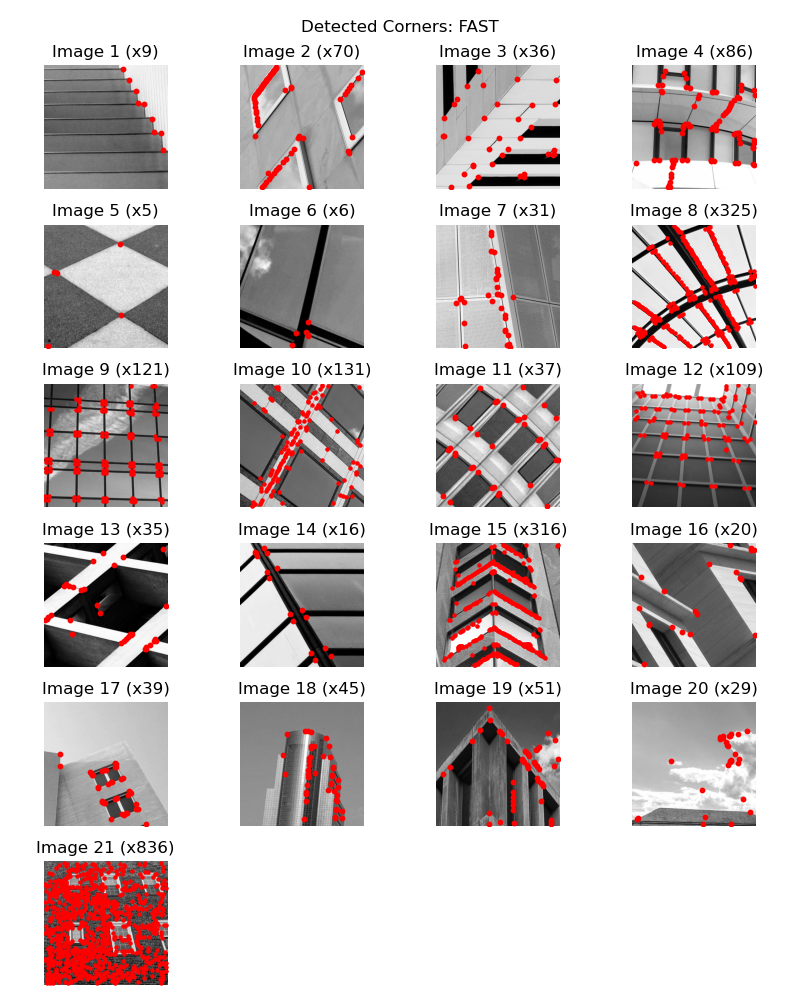 Detected Corners: FAST
Image 1 (x9)
Image 2 (x70)
Image 3 (x36)
Image 4 (x86)
Image 5 (x5)
Image 6 (x6)
Image 7 (x31)
Image 8 (x325)
Image 9 (x121)
Image 10 (x131)
Image 11 (x37)
Image 12 (x109)
Image 13 (x35)
Image 14 (x16)
Image 15 (x316)
Image 16 (x20)
Image 17 (x39)
Image 18 (x45)
Image 19 (x51)
Image 20 (x29)
Image 21 (x836)